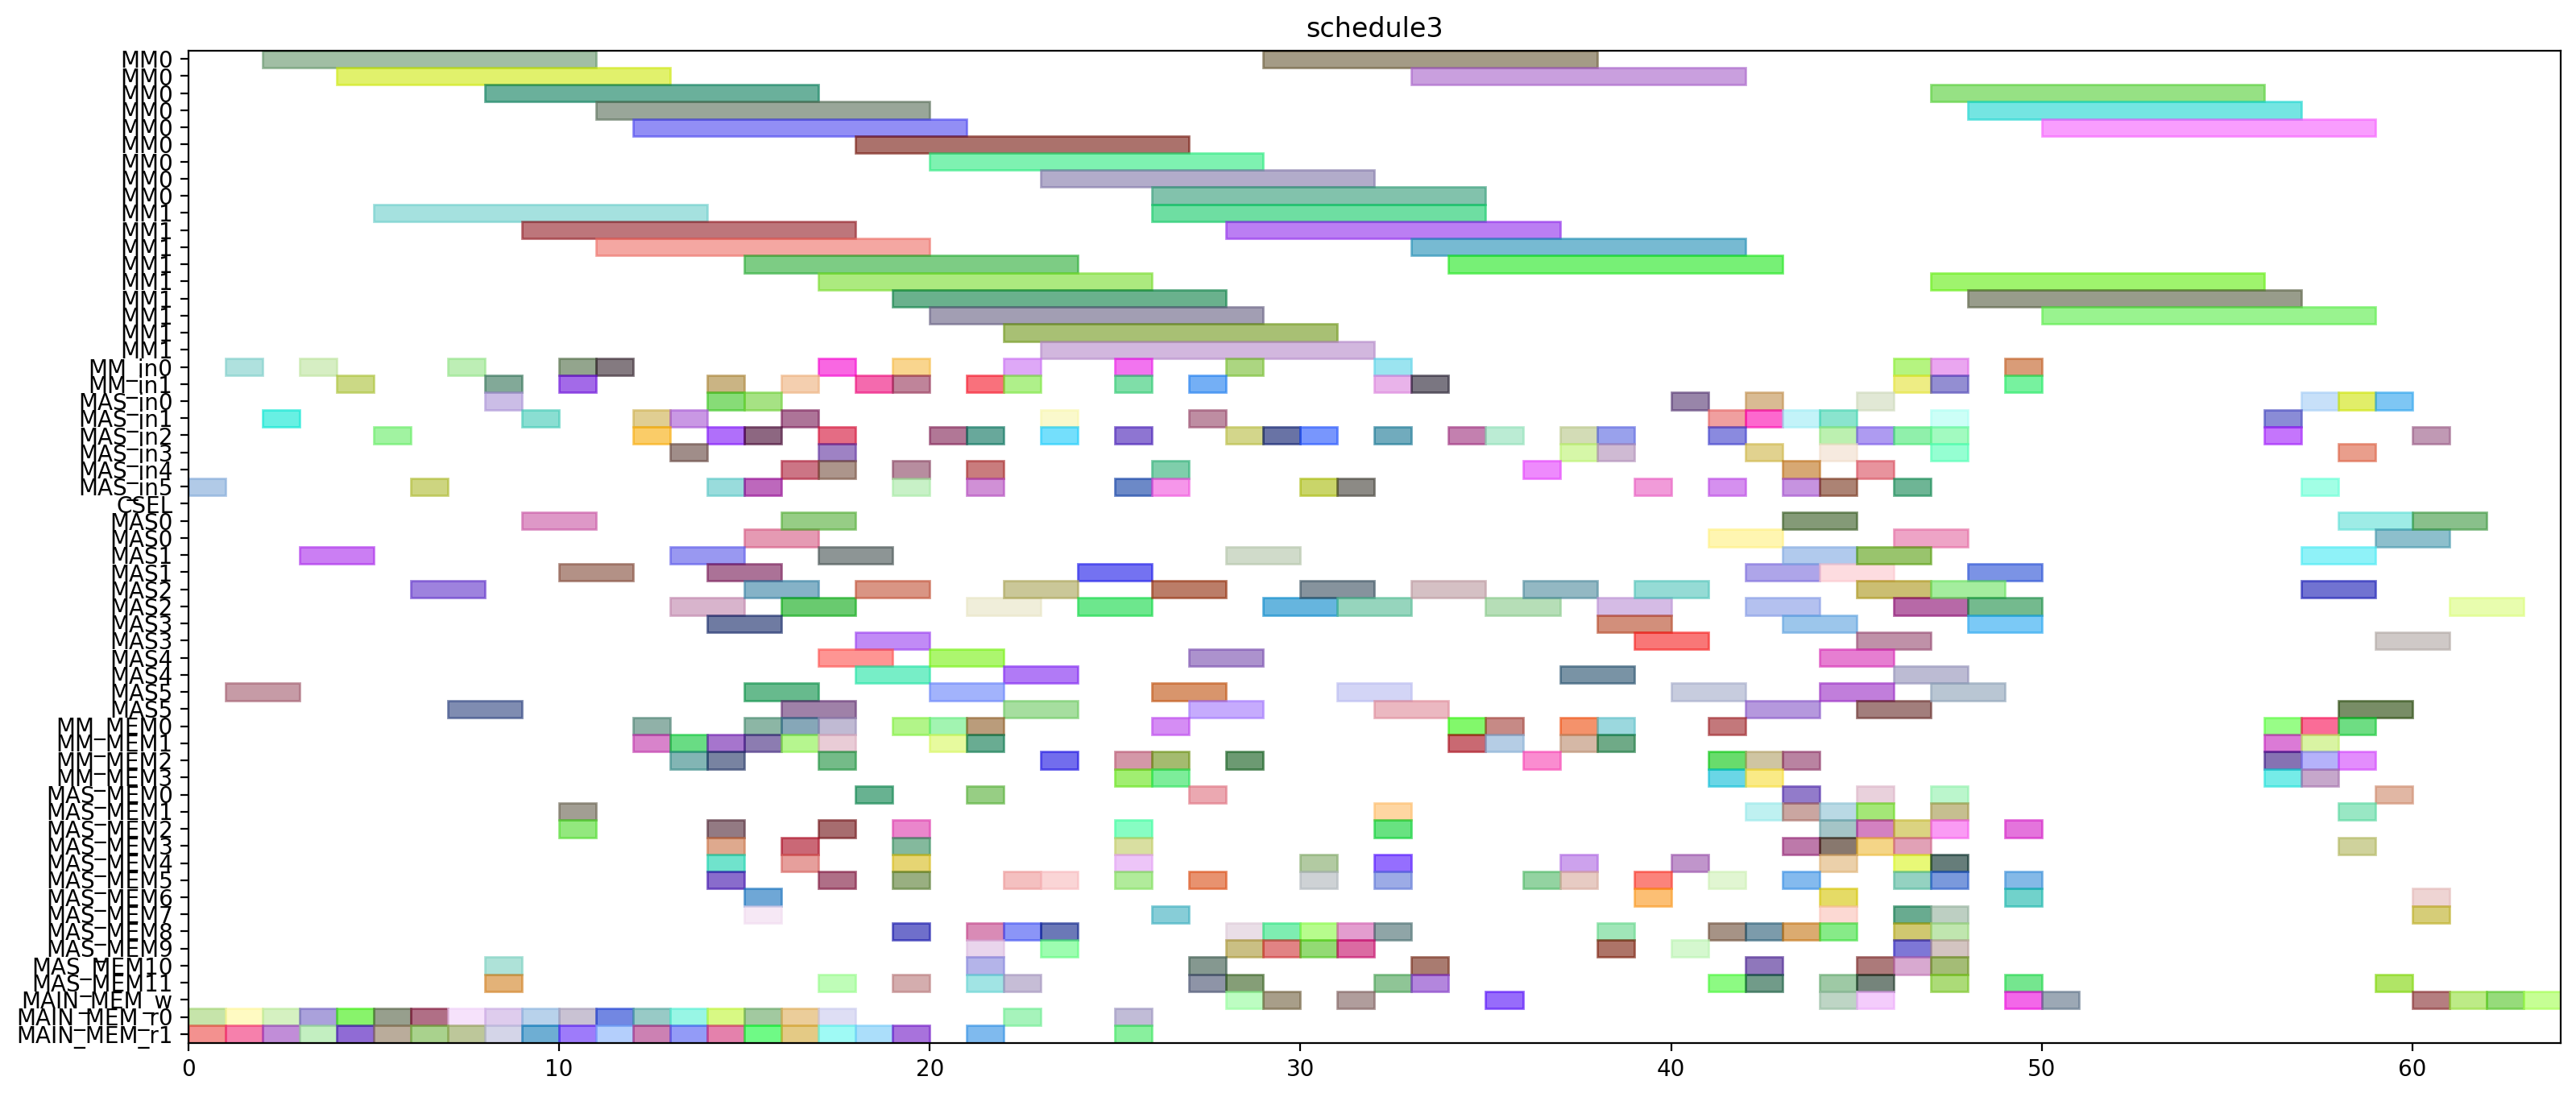 schedule3
MM0
MM0
MM0
MM0
MM0
MM0
MM0
MM0
MM0
MM1
MM1
MM1
MM1
MM1
MM1
MM1
MM1
MM1
MM_in0
MM_in1
MAS_in0
MAS_in1
MAS_in2
MAS_in3
MAS_in4
MAS_in5
CSEL
MAS0
MAS0
MAS1
MAS1
MAS2
MAS2
MAS3
MAS3
MAS4
MAS4
MAS5
MAS5
MM_MEM0
MM_MEM1
MM_MEM2
MM_MEM3
MAS_MEM0
MAS_MEM1
MAS_MEM2
MAS_MEM3
MAS_MEM4
MAS_MEM5
MAS_MEM6
MAS_MEM7
MAS_MEM8
MAS_MEM9
MAS_MEM10
MAS_MEM11
MAIN_MEM_w
MAIN_MEM_r0
MAIN_MEM_r1
0 10 20 30 40 50 60